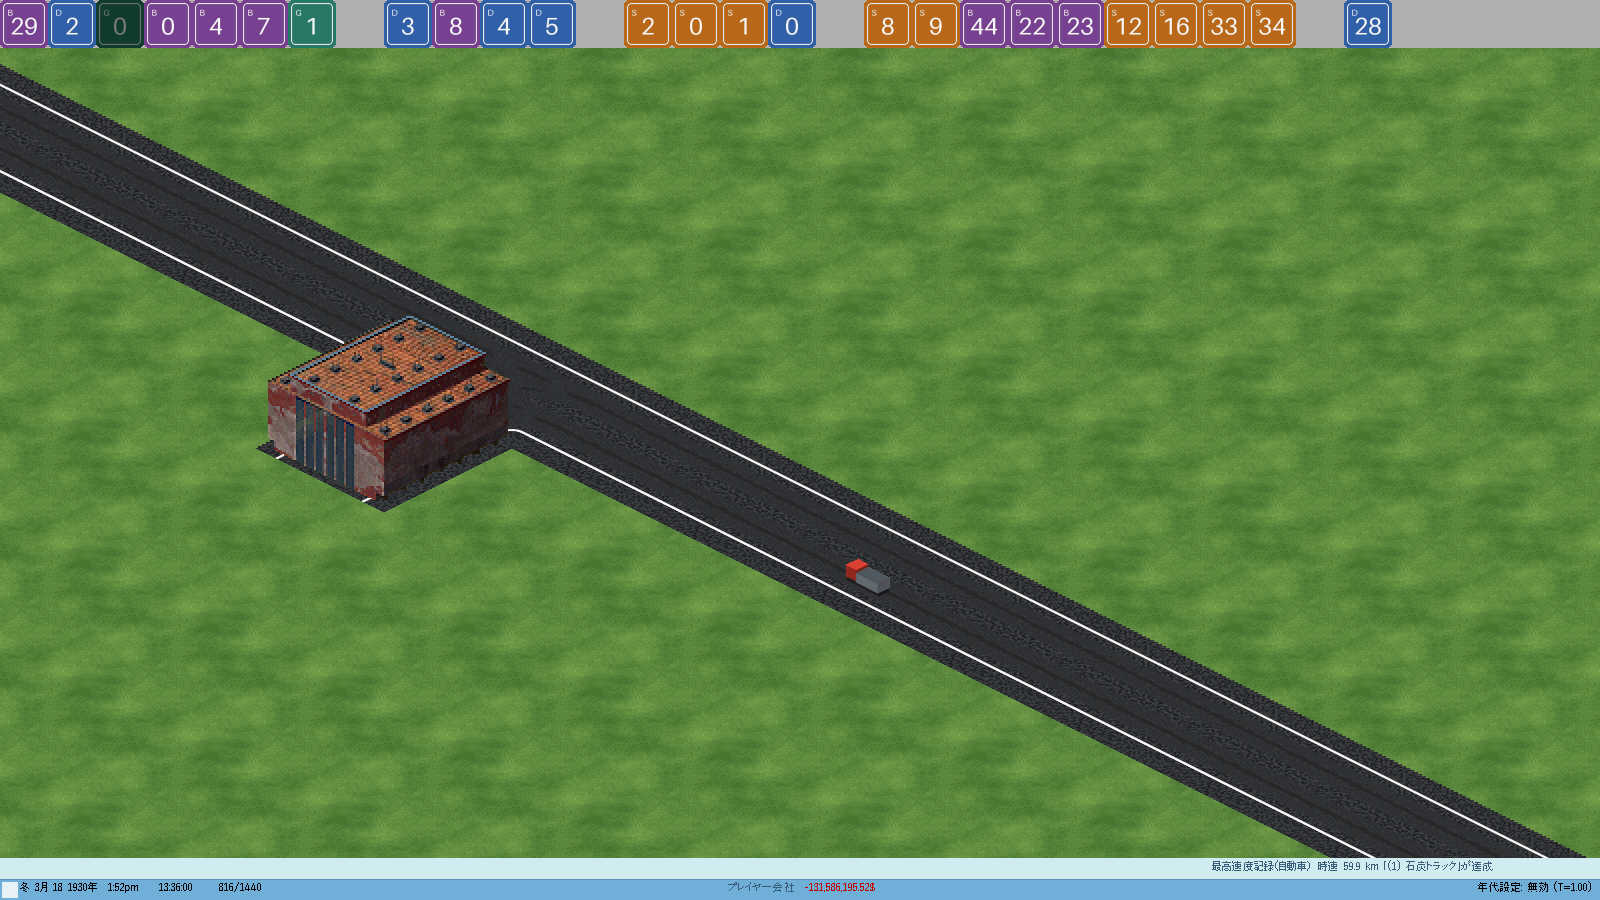 B 29 D 2 G 0 B 0 B 4 B 7 G 1 D 3 B 8 D 4 D 5 S 2 S 0 S 1 D 0 S 8 S 9 B 44 B 22 B 23 S 12 S 16 S 33 S 34 D 28
最高速度記録(自動車) 時速 59.9 km 「(1) 石炭トラック」が達成
冬 3月 18 1930年 1:52pm 13:36:00 816/1440 プレイヤー会社 -131,586,195.52$ 年代設定: 無効 (T=1.00)